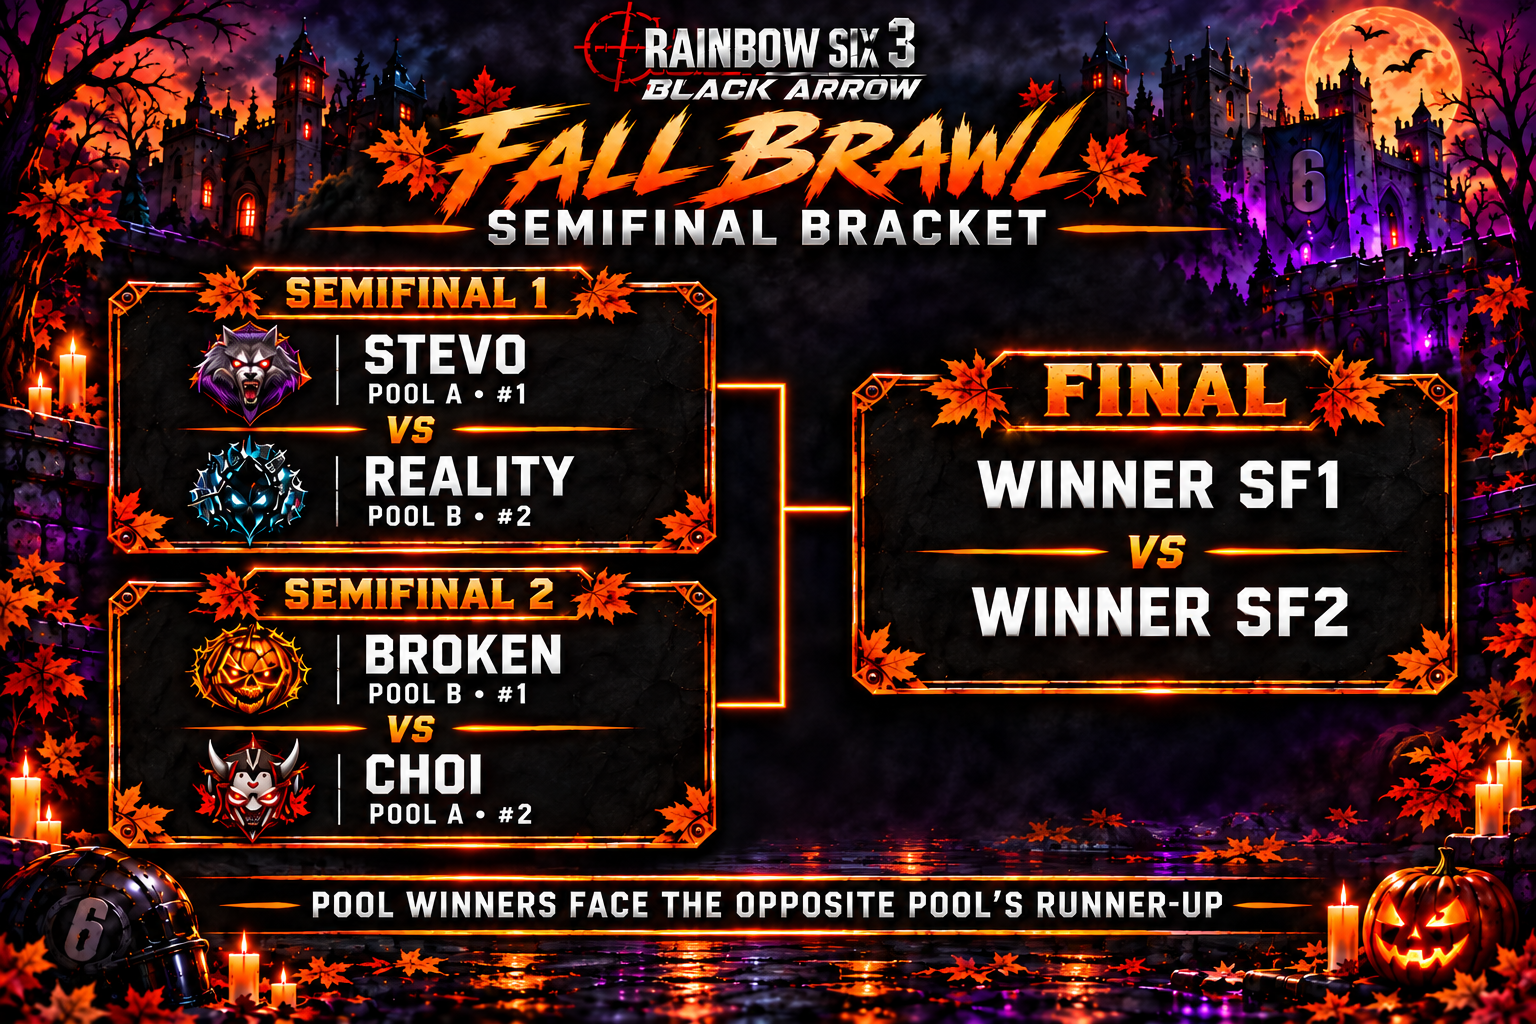 RAINBOW SIX 3
BLACK ARROW
FALL BRAWL
SEMIFINAL BRACKET
6
SEMIFINAL 1
STEVO
POOL A • #1
VS
REALITY
POOL B • #2
SEMIFINAL 2
BROKEN
POOL B • #1
VS
CHOI
POOL A • #2
FINAL
WINNER SF1
VS
WINNER SF2
POOL WINNERS FACE THE OPPOSITE POOL'S RUNNER-UP
6